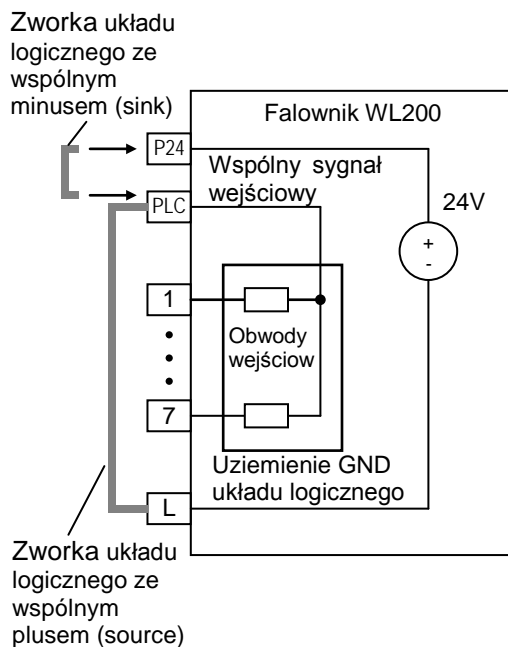 Zworka układu
logicznego ze
wspólnym
minusem (sink)
Falownik WL200
P24
Wspólny sygnał
wejściowy
PLC
24V
+
-
1
Obwody
wejściow
7
Uziemienie GND
układu logicznego
L
Zworka układu
logicznego ze
wspólnym
plusem (source)